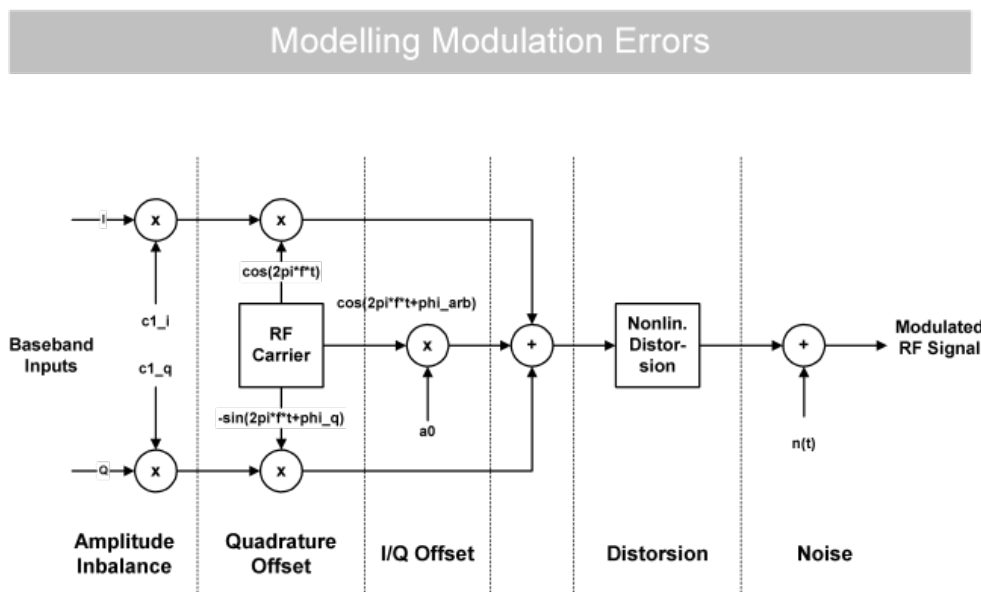 Modelling Modulation Errors
I
x
x
cos(2pi*f*t)
cos(2pi*f*t+phi_arb)
c1_i
Baseband
Inputs
RF
Carrier
x
+
Nonlin.
Distor-
sion
+
Modulated
RF Signal
c1_q
-sin(2pi*f*t+phi_q)
a0
n(t)
Q
x
x
Amplitude
Inbalance
Quadrature
Offset
I/Q Offset
Distorsion
Noise